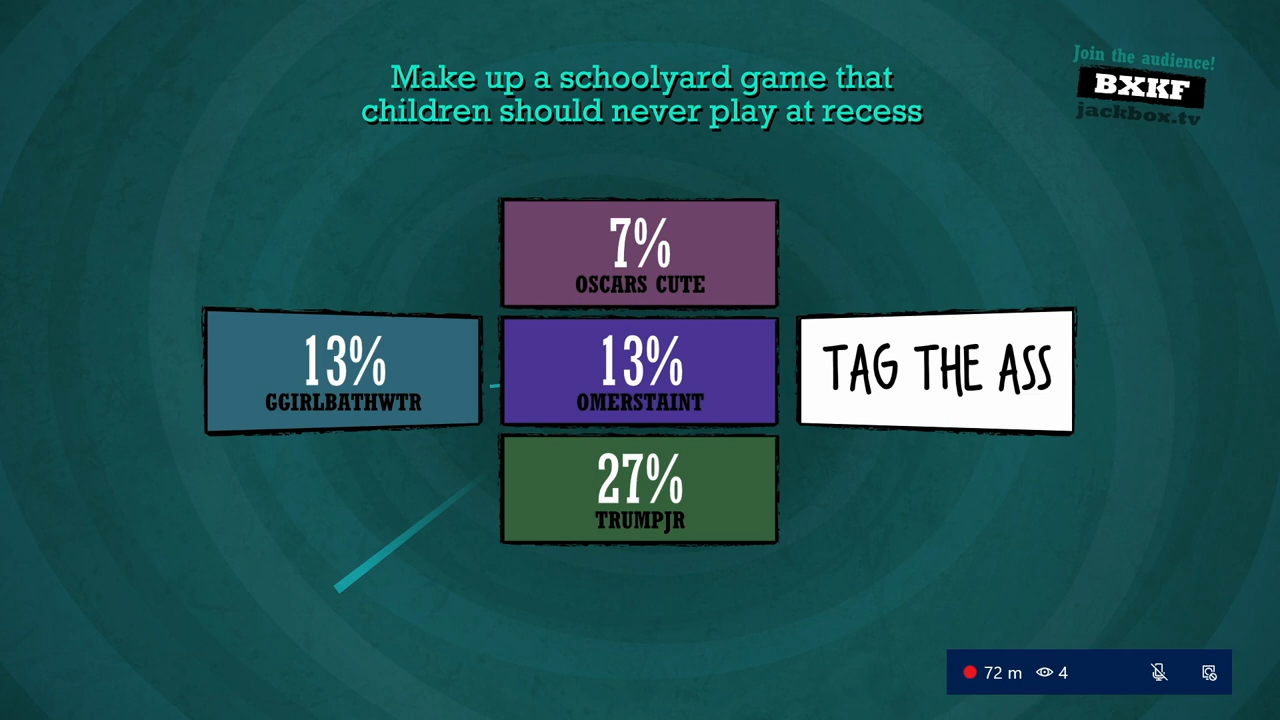 Make up a schoolyard game that
children should never play at recess
Join the audience!
BXKF
jackbox.tv
7%
OSCARS CUTE
13%
GGIRLBATHWTR
13%
OMERSTAINT
TAG THE ASS
27%
TRUMPJR
72 m 4